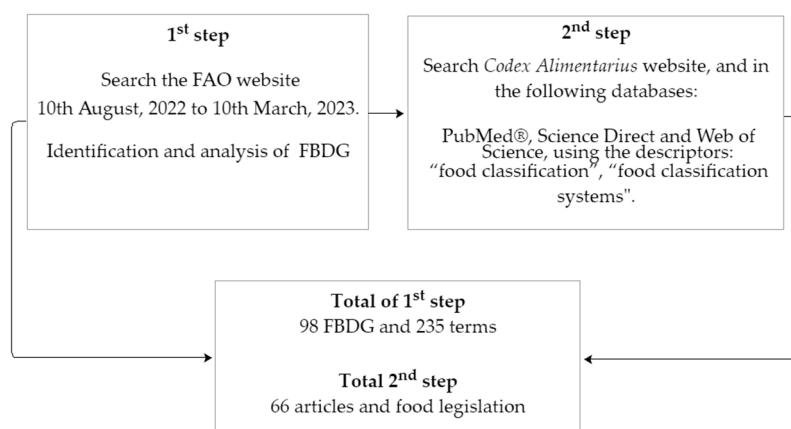 1st step
Search the FAO website
10th August, 2022 to 10th March, 2023.
Identification and analysis of FBDG
2nd step
Search Codex Alimentarius website, and in
the following databases:
PubMed®, Science Direct and Web of
Science, using the descriptors:
“food classification”, “food classification
systems".
Total of 1st step
98 FBDG and 235 terms
Total 2nd step
66 articles and food legislation